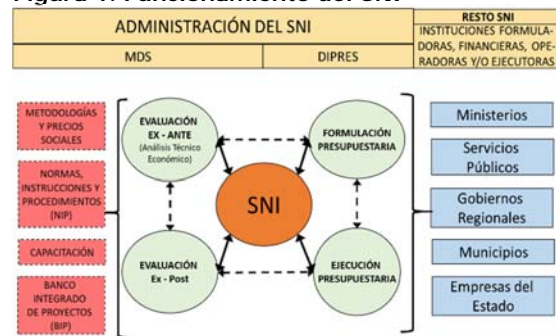 Figura 1. Funcionamiento del SNI
ADMINISTRACIÓN DEL SNI
MDS
DIPRES
RESTO SNI
INSTITUCIONES FORMULA-
DORAS, FINANCIERAS, OPE-
RADORAS Y/O EJECUTORAS
METODOLOGÍAS
Y PRECIOS
SOCIALES
NORMAS,
INSTRUCCIONES Y
PROCEDIMIENTOS
(NIP)
CAPACITACIÓN
BANCO
INTEGRADO
DE PROYECTOS
(BIP)
EVALUACIÓN
EX - ANTE
(Análisis Técnico
Económico)
FORMULACIÓN
PRESUPUESTARIA
SNI
EVALUACIÓN
Ex - Post
EJECUCIÓN
PRESUPUESTARIA
Ministerios
Servicios
Públicos
Gobiernos
Regionales
Municipios
Empresas del
Estado